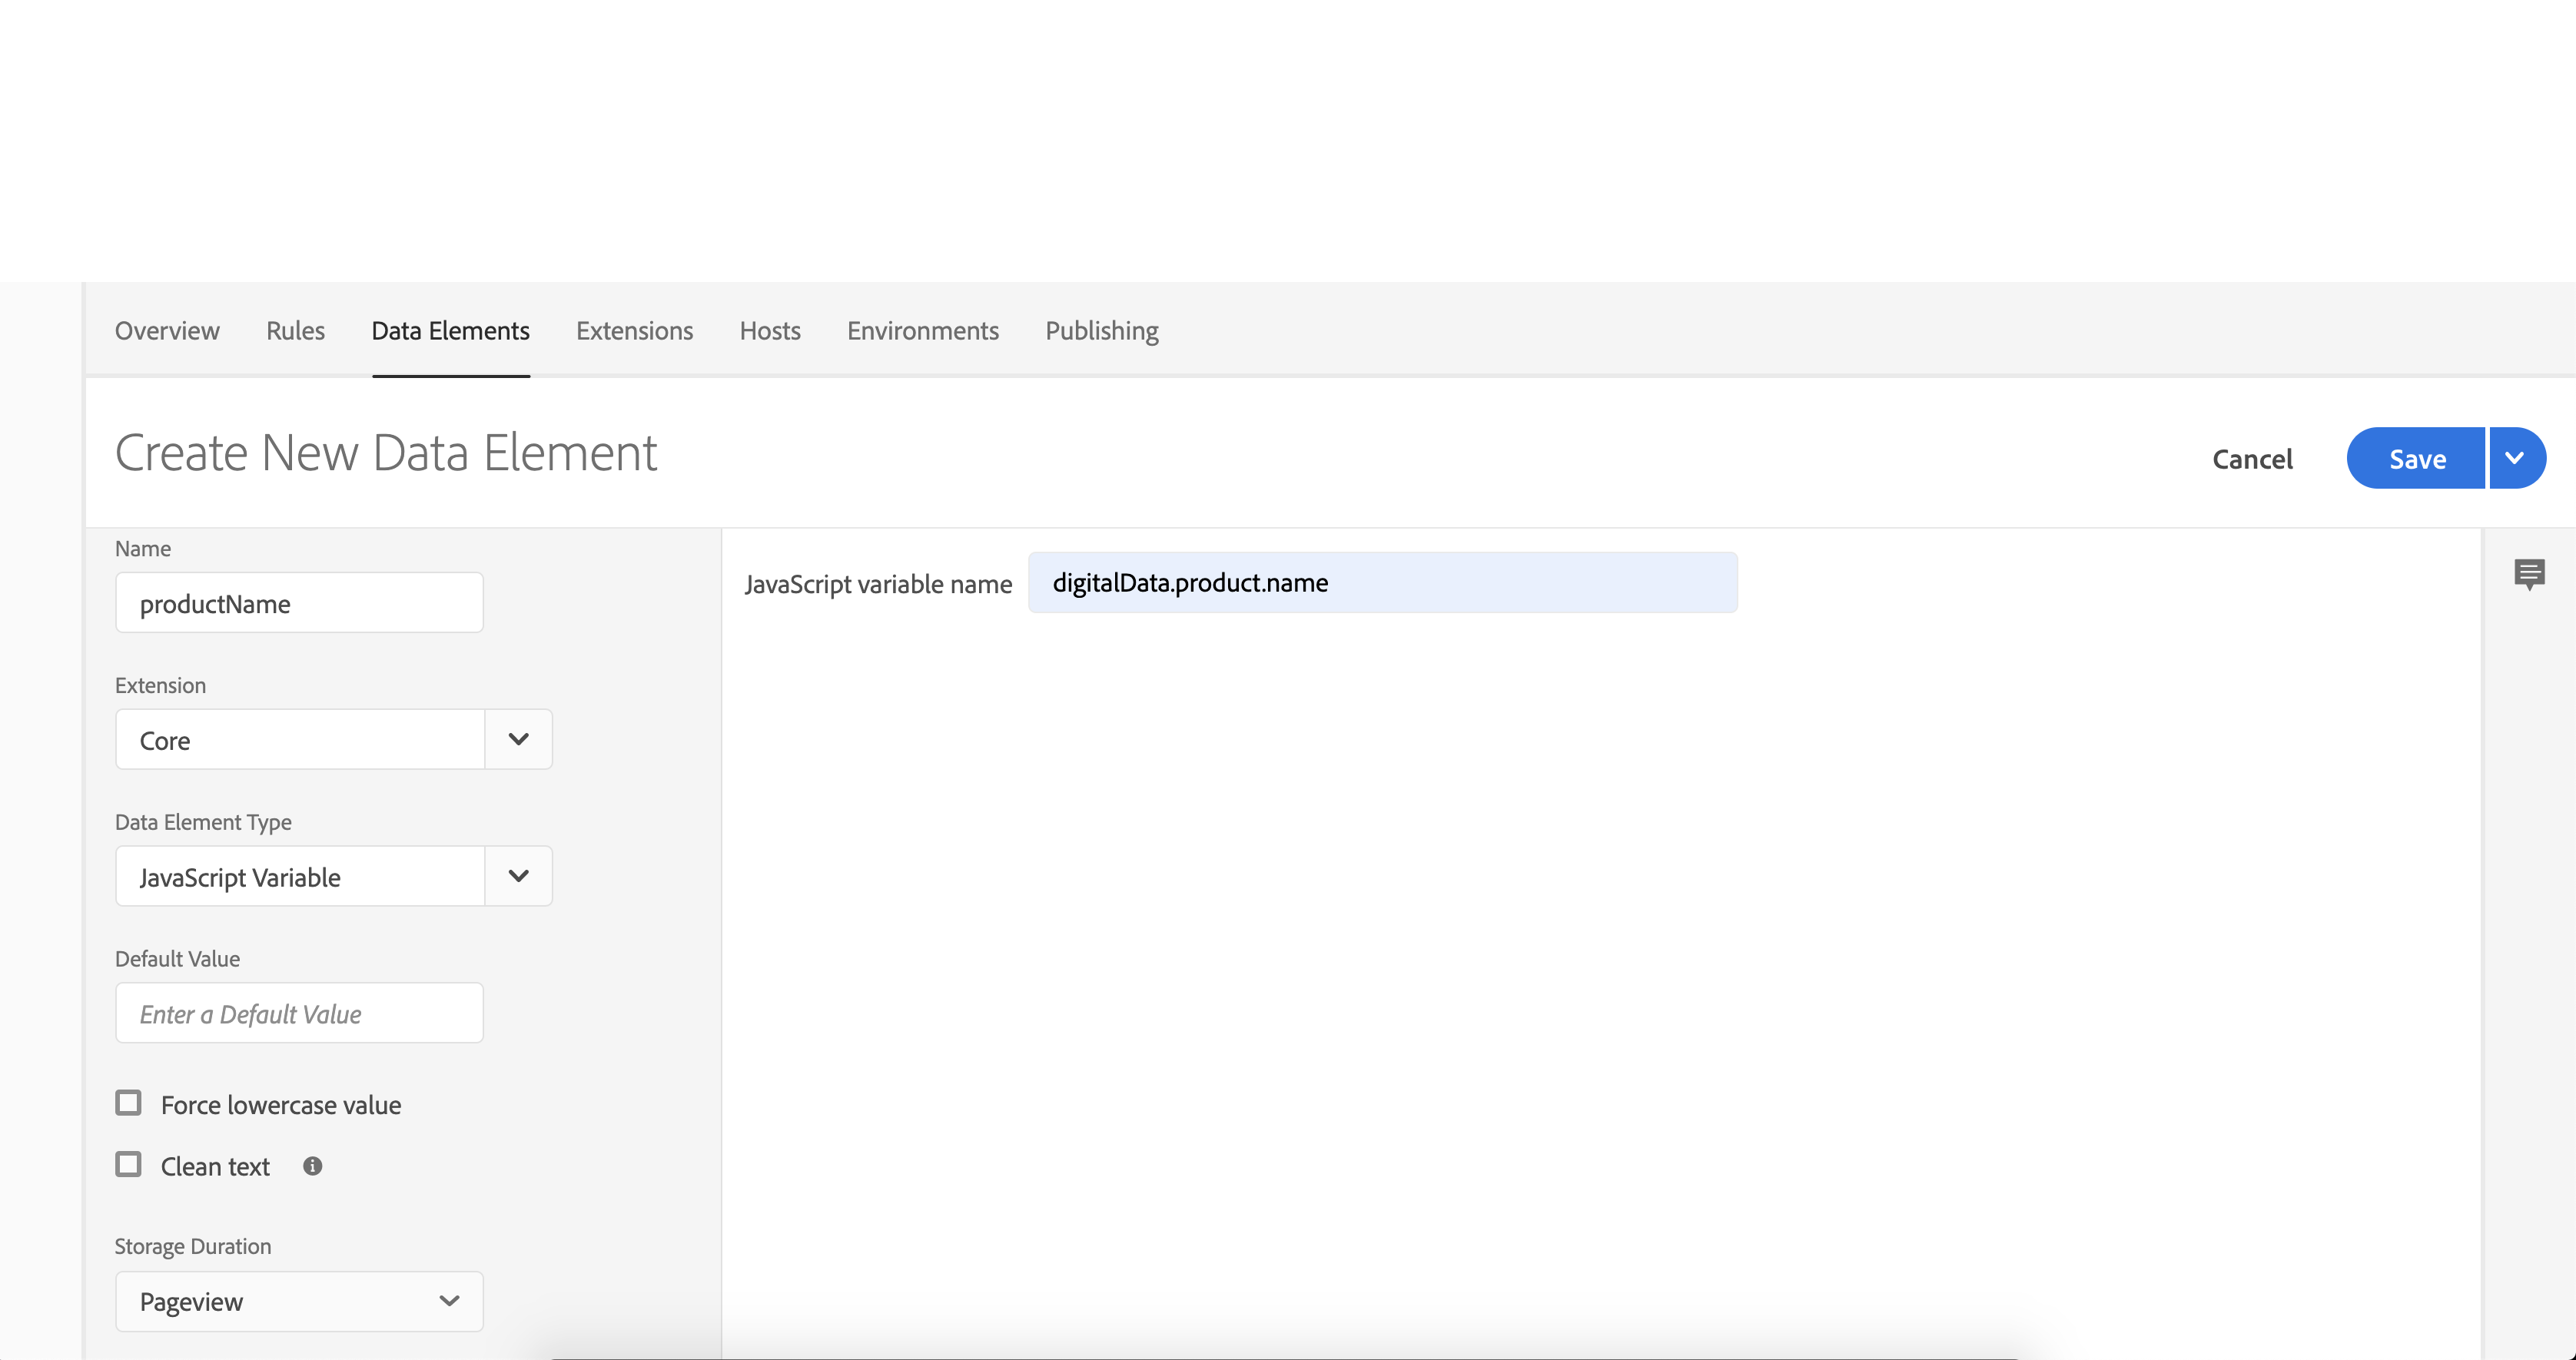 Overview Rules Data Elements Extensions Hosts Environments Publishing
Create New Data Element
Cancel Save
Name
productName
Extension
Core
Data Element Type
JavaScript Variable
Default Value
Enter a Default Value
Force lowercase value
Clean text
Storage Duration
Pageview
JavaScript variable name digitalData.product.name